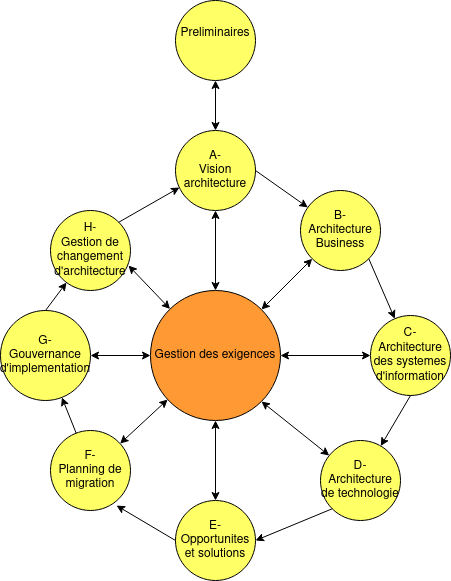 Preliminaires
A-
Vision
architecture
B-
Architecture
Business
C-
Architecture
des systemes
d'information
D-
Architecture
de technologie
E-
Opportunites
et solutions
F-
Planning de
migration
G-
Gouvernance
d'implementation
H-
Gestion de
changement
d'architecture
Gestion des exigences